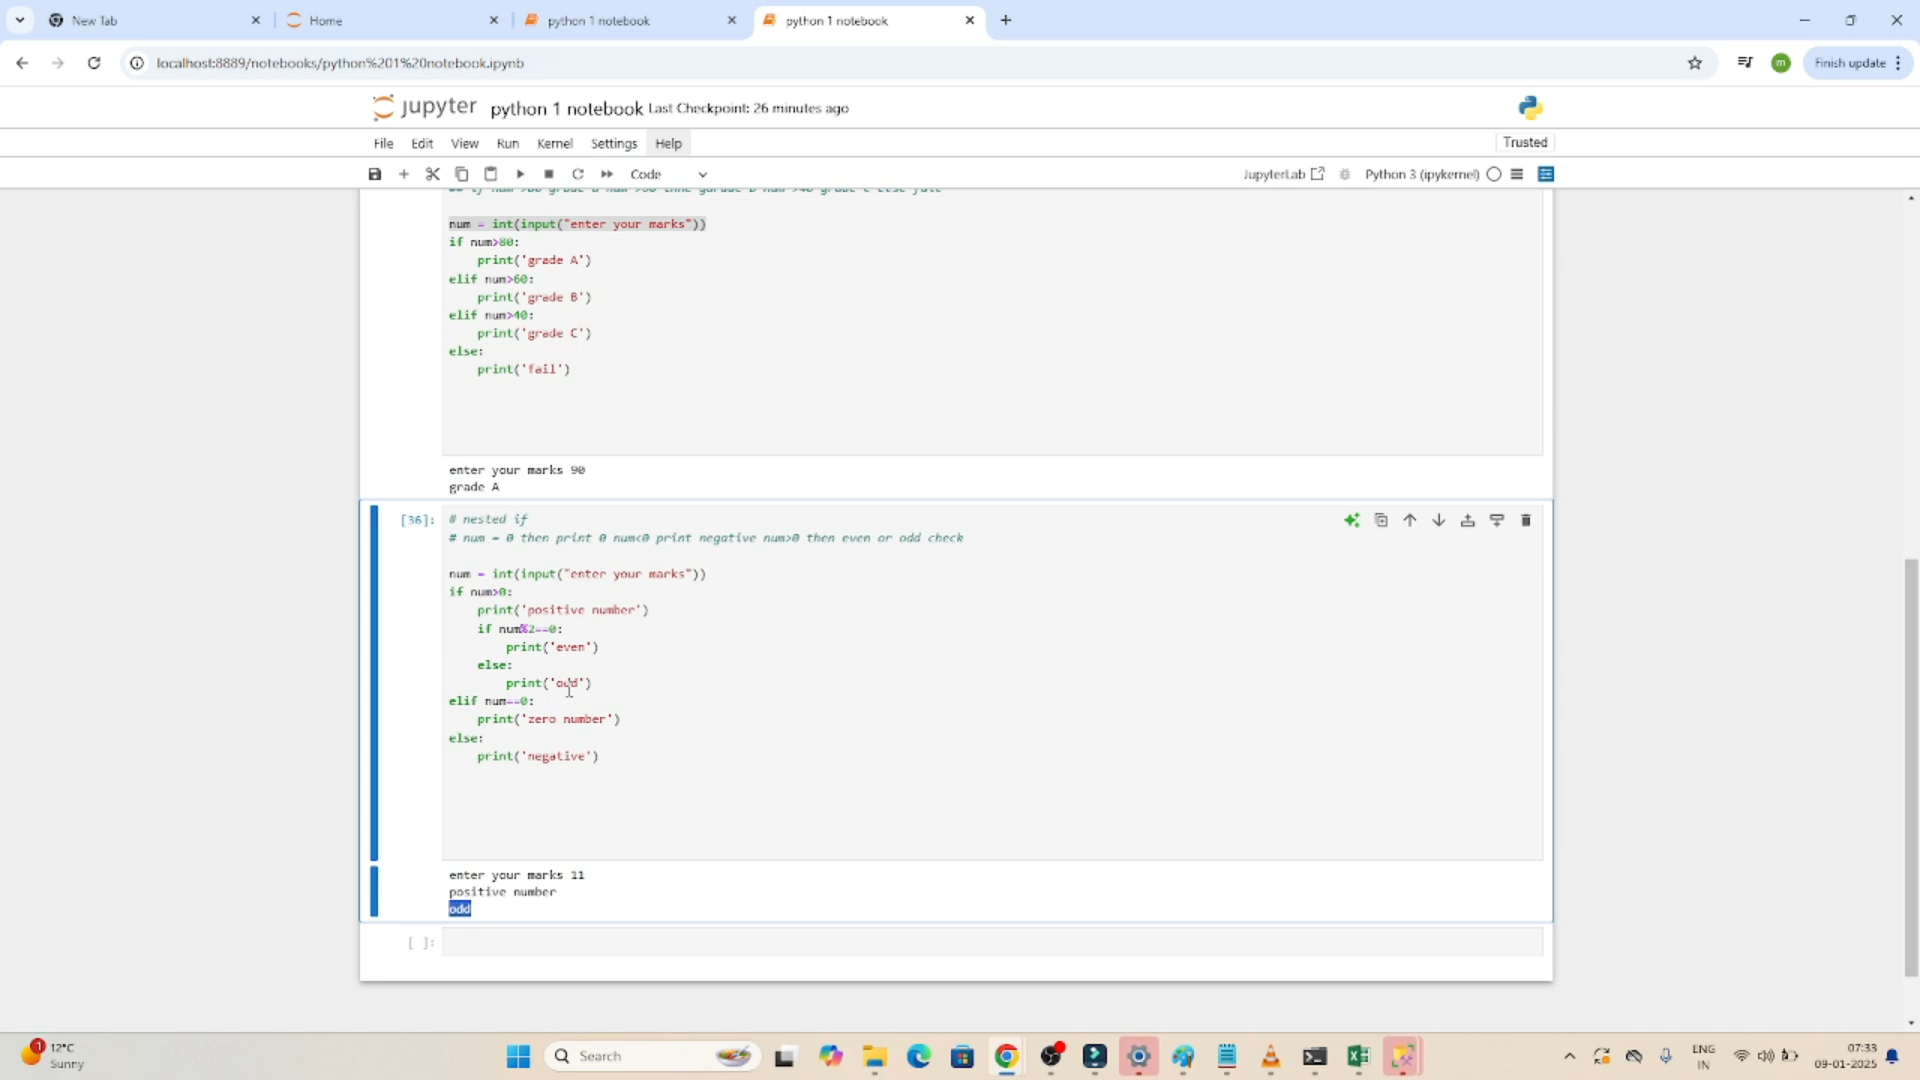 New Tab
Home
python 1 notebook
python 1 notebook
localhost:8889/notebooks/python%201%20notebook.ipynb
m
Finish update
jupyter python 1 notebook Last Checkpoint: 26 minutes ago
File Edit View Run Kernel Settings Help
Trusted
Code
JupyterLab
Python 3 (ipykernel)
num = int(input("enter your marks"))
if num>80:
print('grade A')
elif num>60:
print('grade B')
elif num>40:
print('grade C')
else:
print('fail')
enter your marks 90
grade A
[36]:
# nested if
# num = 0 then print 0 num<0 print negative num>0 then even or odd check
num = int(input("enter your marks"))
if num>0:
print('positive number')
if num%2==0:
print('even')
else:
print('odd')
elif num==0:
print('zero number')
else:
print('negative')
enter your marks 11
positive number
odd
[ ]:
1
12°C
Sunny
Search
ENG
IN
07:33
09-01-2025